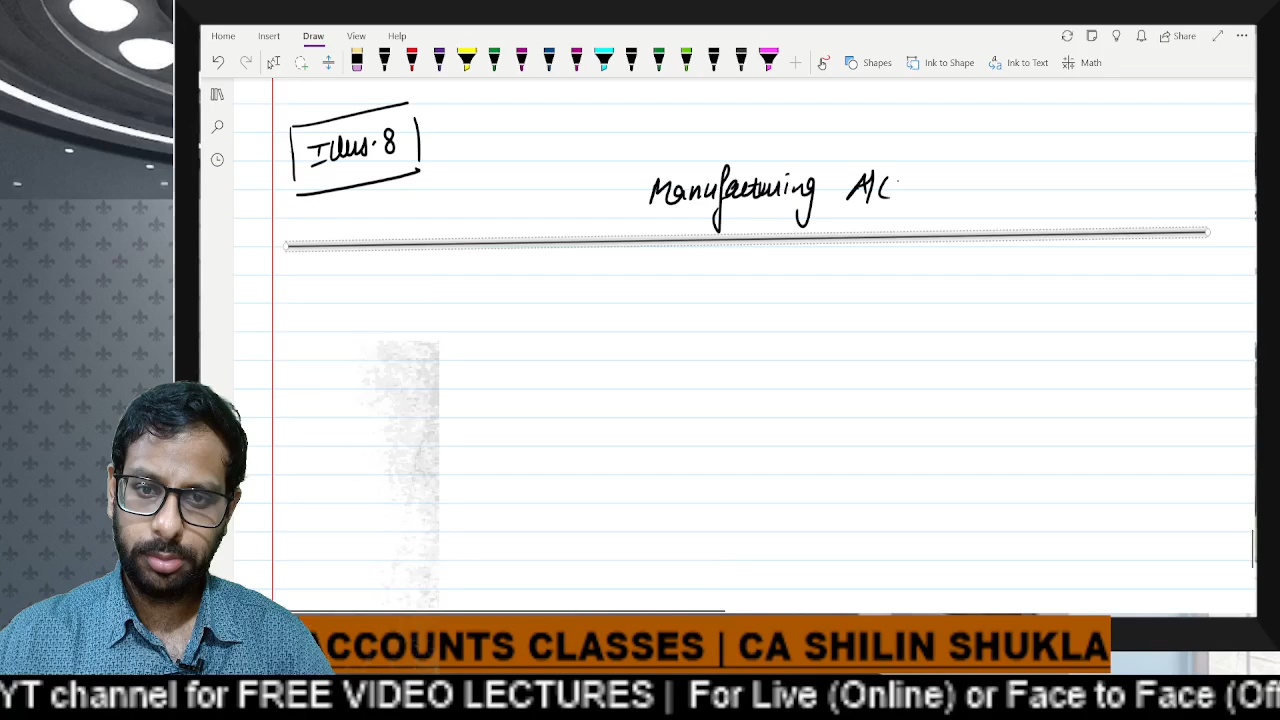 Home Insert Draw View Help
Share
Shapes Ink to Shape Ink to Text Math
Illus. 8
Manufacturing A/C
ACCOUNTS CLASSES | CA SHILIN SHUKLA
YT channel for FREE VIDEO LECTURES | For Live (Online) or Face to Face (Off